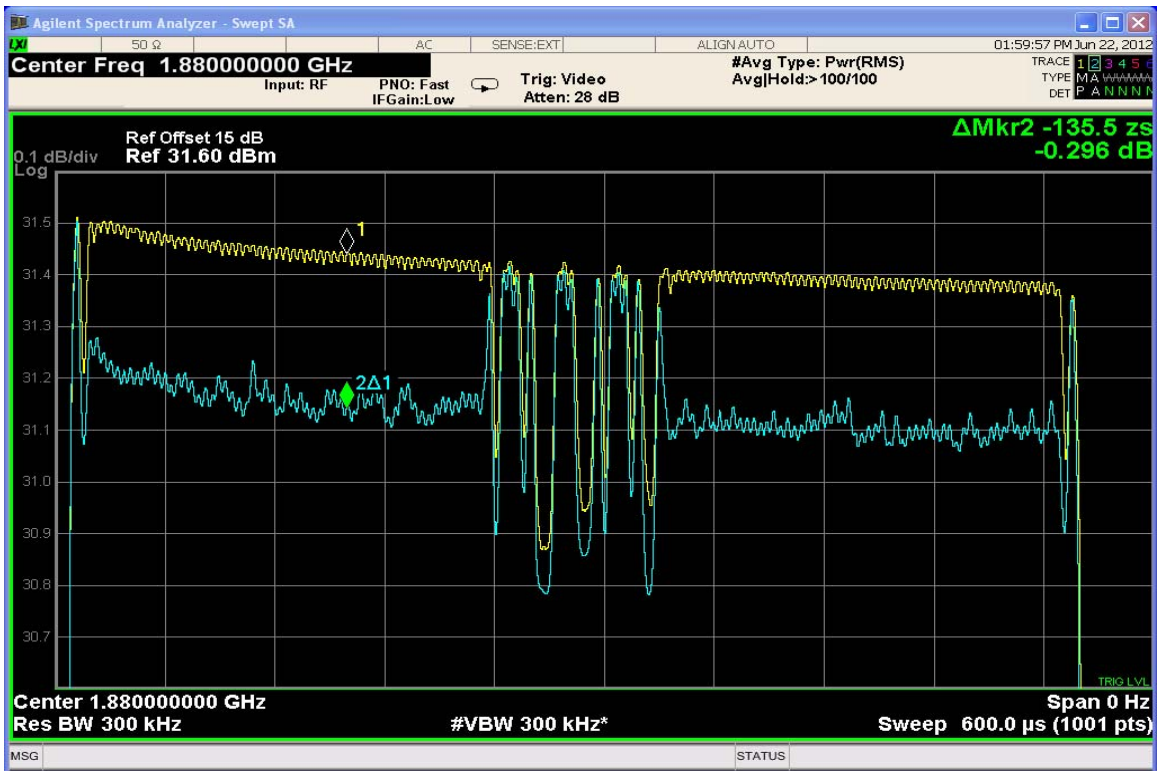 Agilent Spectrum Analyzer - Swept SA
LXI 50 Ω AC SENSE:EXT ALIGN AUTO 01:59:57 PM Jun 22, 2012
Center Freq 1.880000000 GHz #Avg Type: Pwr(RMS) TRACE 1 2 3 4 5 6
Input: RF PNO: Fast Trig: Video Avg|Hold:>100/100 TYPE M A W W W W
IFGain:Low Atten: 28 dB DET P A N N N N
ΔMkr2 -135.5 zs
Ref Offset 15 dB -0.296 dB
0.1 dB/div Ref 31.60 dBm
Log
31.5
1
31.4
31.3
31.2
2Δ1
31.1
31.0
30.9
30.8
30.7
TRIG LVL
Center 1.880000000 GHz Span 0 Hz
Res BW 300 kHz #VBW 300 kHz* Sweep 600.0 μs (1001 pts)
MSG STATUS